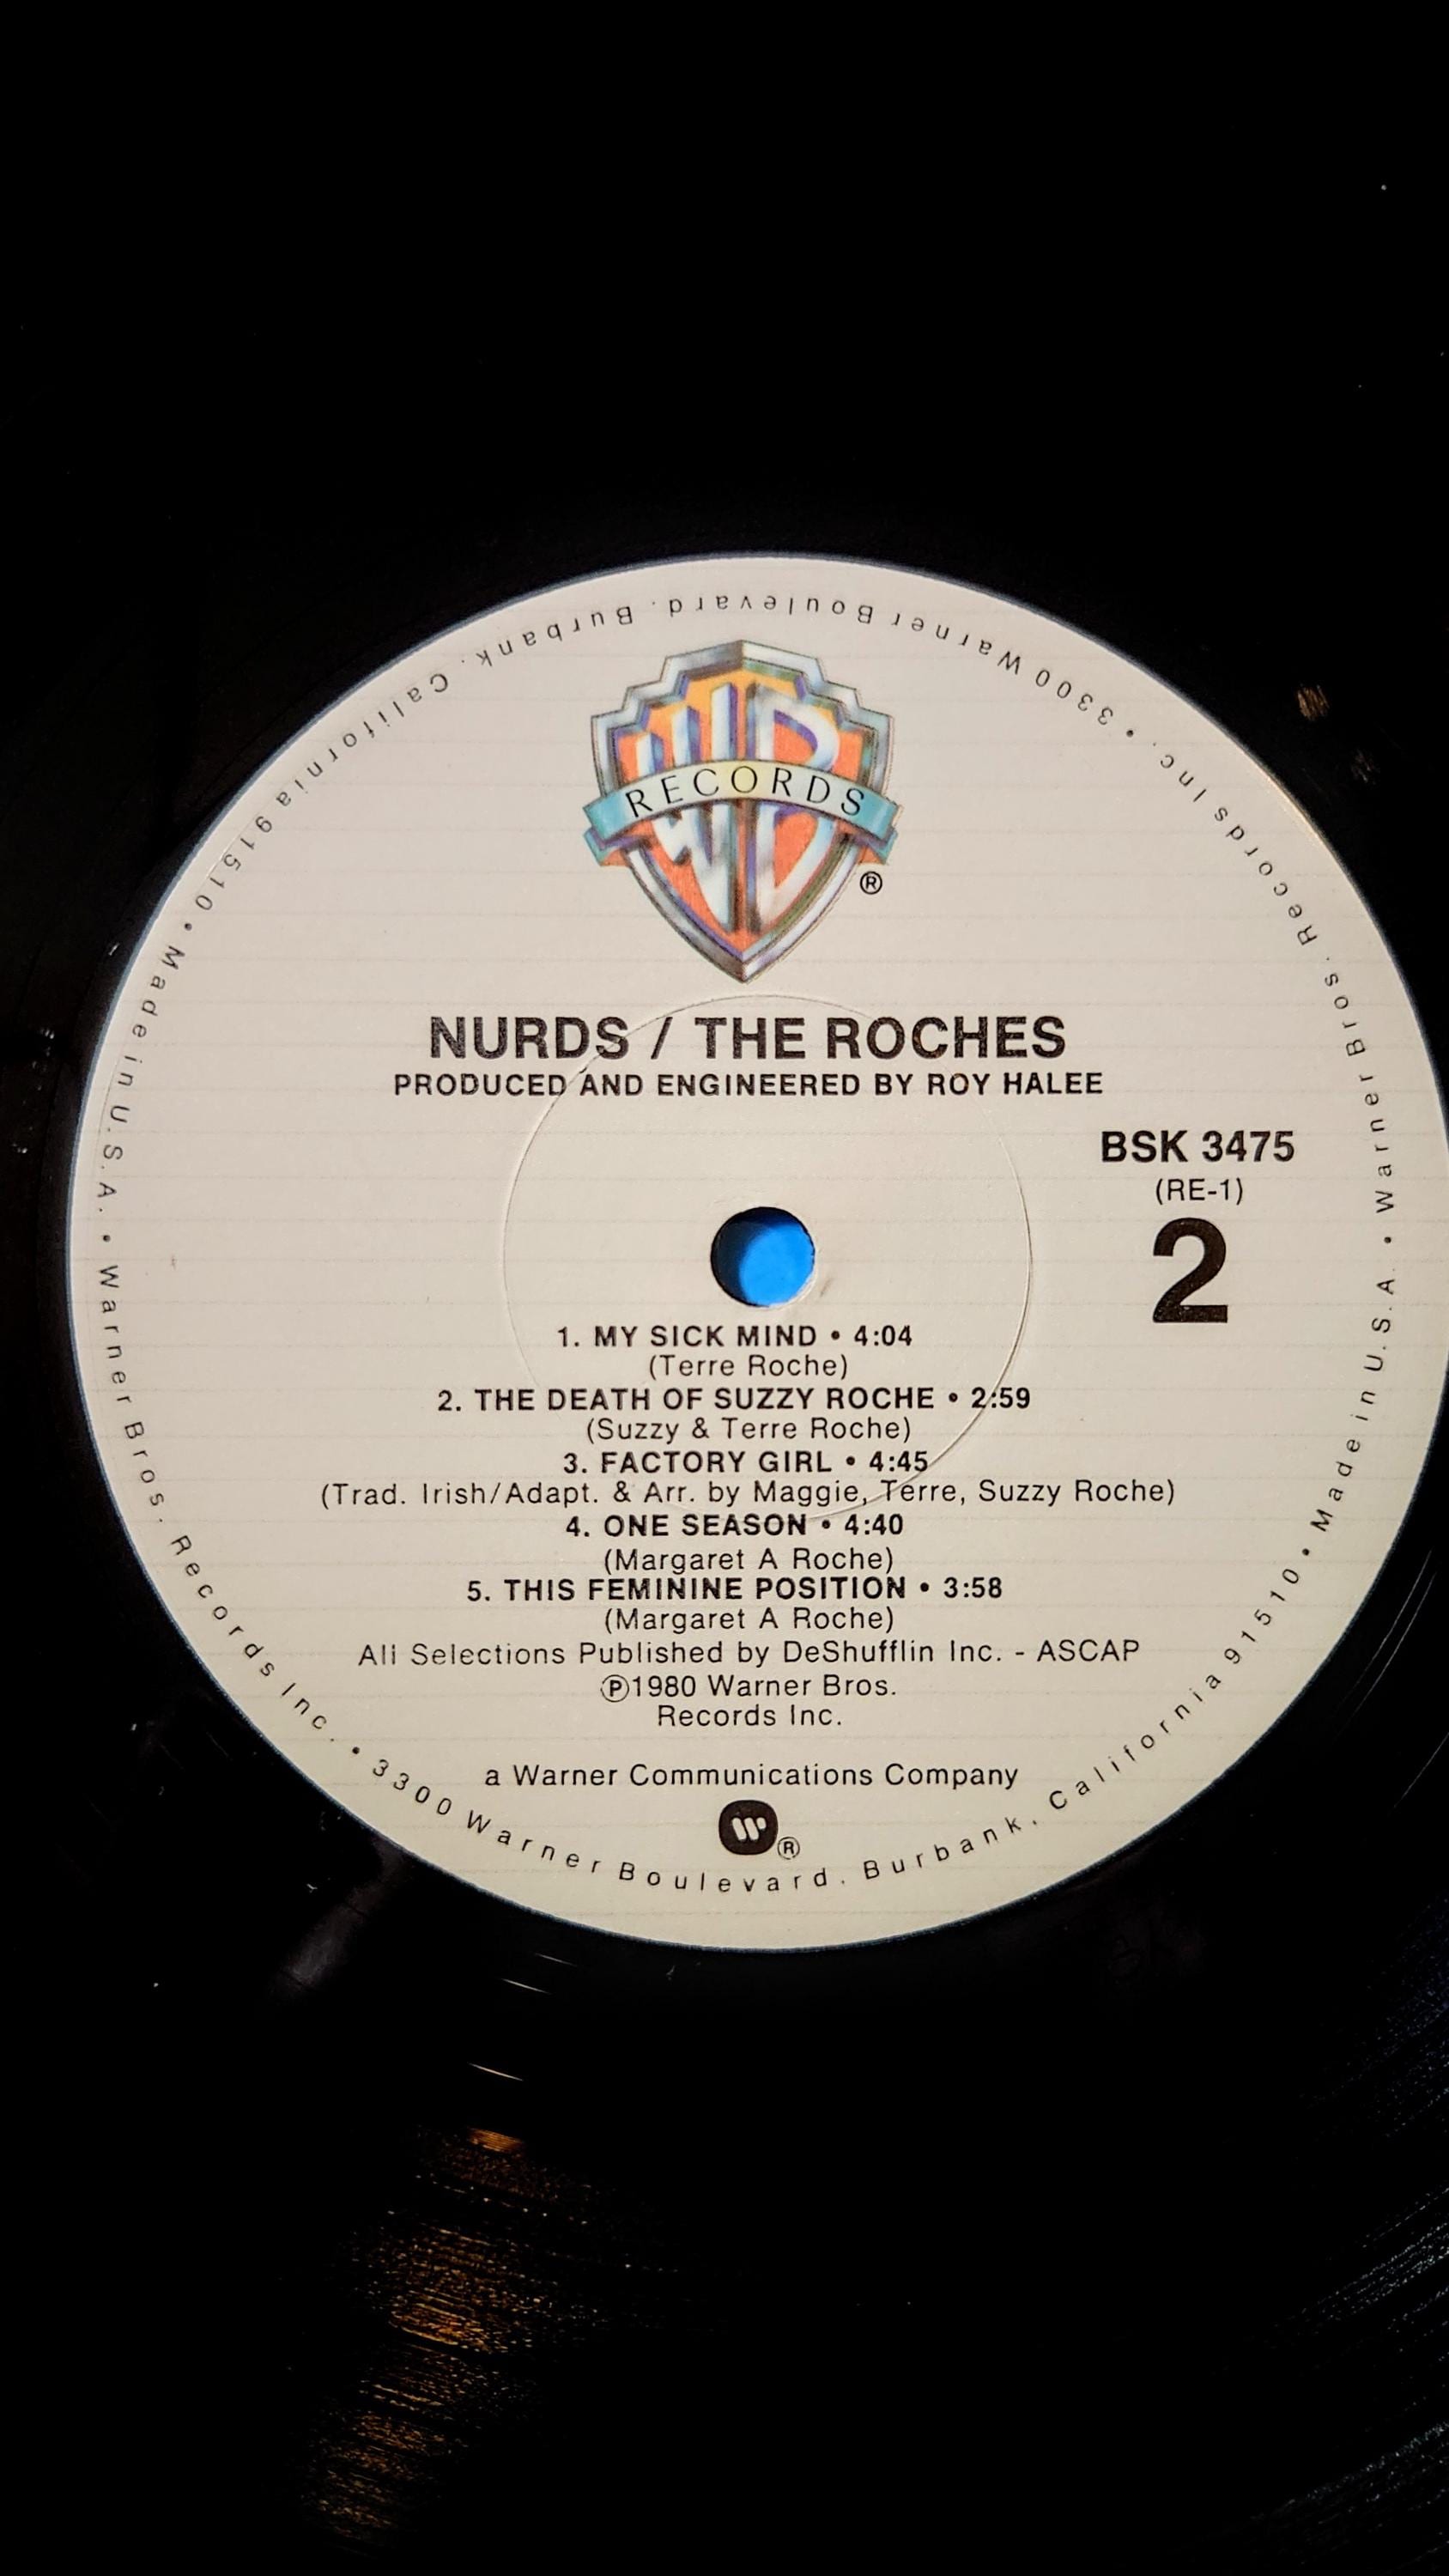 WB
RECORDS
®
NURDS / THE ROCHES
PRODUCED AND ENGINEERED BY ROY HALEE
BSK 3475
(RE-1)
2
1. MY SICK MIND • 4:04
(Terre Roche)
2. THE DEATH OF SUZZY ROCHE • 2:59
(Suzzy & Terre Roche)
3. FACTORY GIRL • 4:45
(Trad. Irish/Adapt. & Arr. by Maggie, Terre, Suzzy Roche)
4. ONE SEASON • 4:40
(Margaret A Roche)
5. THIS FEMININE POSITION • 3:58
(Margaret A Roche)
All Selections Published by DeShufflin Inc. - ASCAP
℗1980 Warner Bros.
Records Inc.
a Warner Communications Company
W ®
Warner Bros. Records Inc. • 3300 Warner Boulevard. Burbank, California 91510 • Made in U.S.A. •
Warner Bros. Records Inc. • 3300 Warner Boulevard. Burbank. California 91510 • Made in U.S.A. •